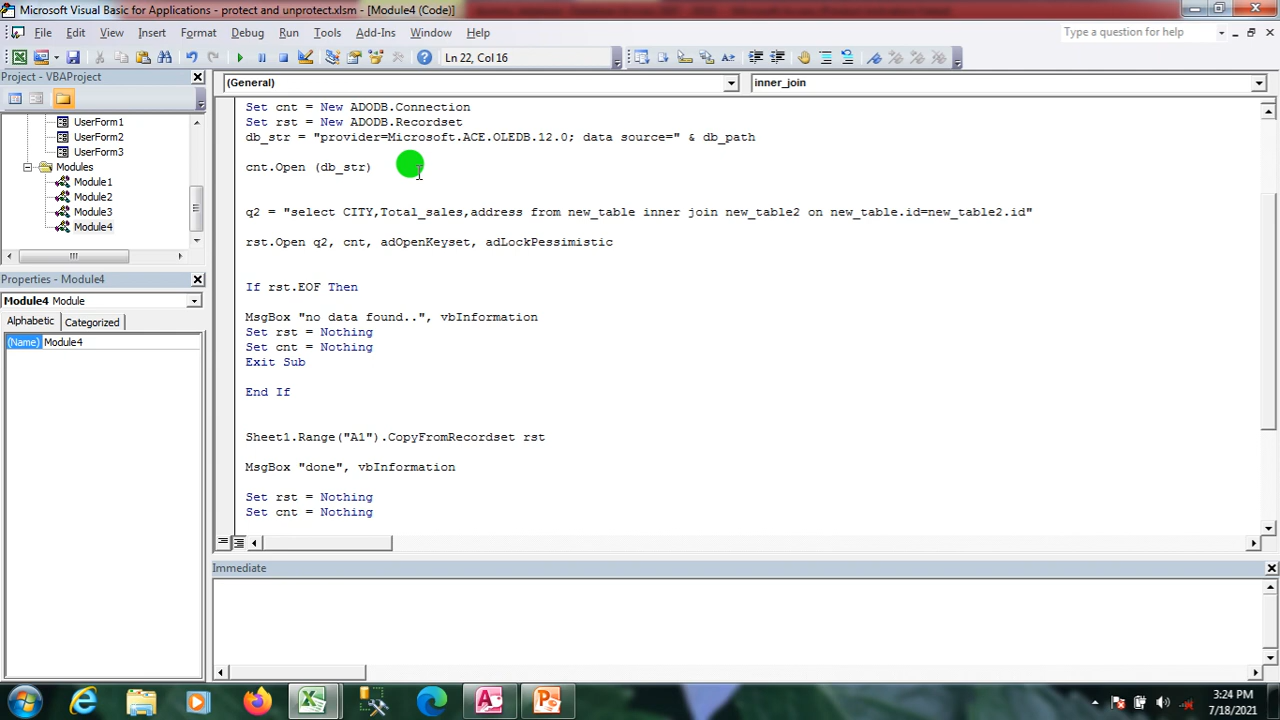 Microsoft Visual Basic for Applications - protect and unprotect.xlsm - [Module4 (Code)]
File Edit View Insert Format Debug Run Tools Add-Ins Window Help
Type a question for help
Ln 22, Col 16
Project - VBAProject
UserForm1
UserForm2
UserForm3
Modules
Module1
Module2
Module3
Module4
Properties - Module4
Module4 Module
Alphabetic Categorized
(Name) Module4
(General) inner_join
Set cnt = New ADODB.Connection
Set rst = New ADODB.Recordset
db_str = "provider=Microsoft.ACE.OLEDB.12.0; data source=" & db_path
cnt.Open (db_str)
q2 = "select CITY,Total_sales,address from new_table inner join new_table2 on new_table.id=new_table2.id"
rst.Open q2, cnt, adOpenKeyset, adLockPessimistic
If rst.EOF Then
MsgBox "no data found..", vbInformation
Set rst = Nothing
Set cnt = Nothing
Exit Sub
End If
Sheet1.Range("A1").CopyFromRecordset rst
MsgBox "done", vbInformation
Set rst = Nothing
Set cnt = Nothing
Immediate
3:24 PM
7/18/2021